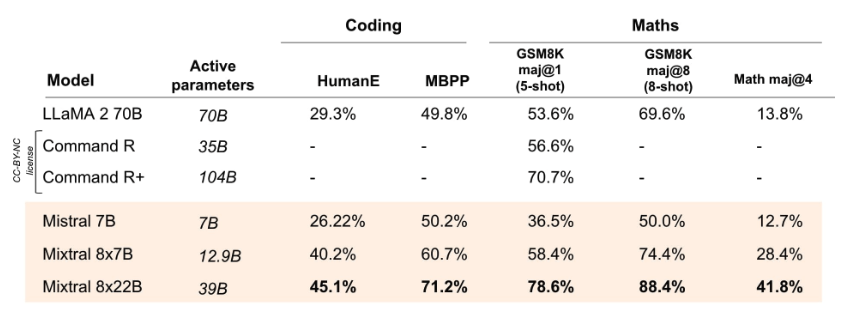 Coding Maths
Model Active parameters HumanE MBPP GSM8K maj@1 (5-shot) GSM8K maj@8 (8-shot) Math maj@4
LLaMA 2 70B 70B 29.3% 49.8% 53.6% 69.6% 13.8%
CC-BY-NC license
Command R 35B - - 56.6% - -
Command R+ 104B - - 70.7% - -
Mistral 7B 7B 26.22% 50.2% 36.5% 50.0% 12.7%
Mixtral 8x7B 12.9B 40.2% 60.7% 58.4% 74.4% 28.4%
Mixtral 8x22B 39B 45.1% 71.2% 78.6% 88.4% 41.8%